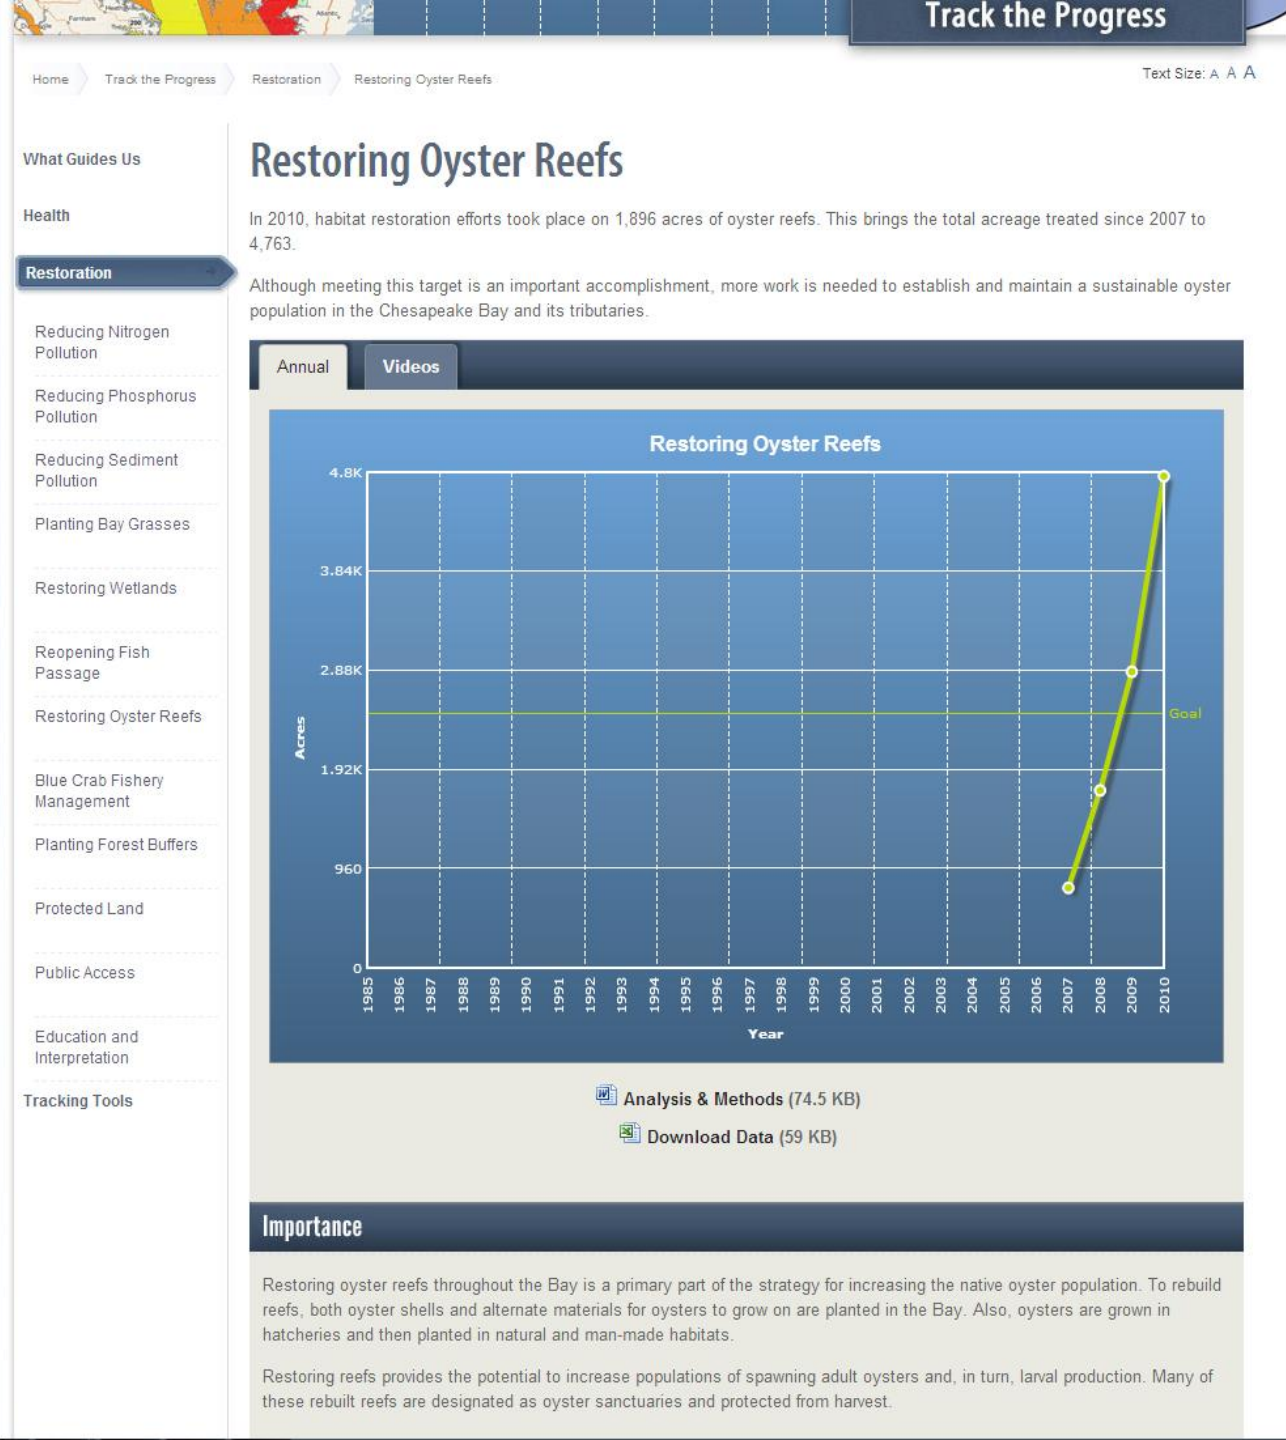 Farnham
200
Atlantic
Track the Progress
Home Track the Progress Restoration Restoring Oyster Reefs
Text Size: A A A
What Guides Us
Health
Restoration
Reducing Nitrogen
Pollution
Reducing Phosphorus
Pollution
Reducing Sediment
Pollution
Planting Bay Grasses
Restoring Wetlands
Reopening Fish
Passage
Restoring Oyster Reefs
Blue Crab Fishery
Management
Planting Forest Buffers
Protected Land
Public Access
Education and
Interpretation
Tracking Tools
Restoring Oyster Reefs
In 2010, habitat restoration efforts took place on 1,896 acres of oyster reefs. This brings the total acreage treated since 2007 to
4,763.
Although meeting this target is an important accomplishment, more work is needed to establish and maintain a sustainable oyster
population in the Chesapeake Bay and its tributaries.
Annual Videos
Restoring Oyster Reefs
4.8K
3.84K
2.88K
Goal
Acres
1.92K
960
0
1985 1986 1987 1988 1989 1990 1991 1992 1993 1994 1995 1996 1997 1998 1999 2000 2001 2002 2003 2004 2005 2006 2007 2008 2009 2010
Year
Analysis & Methods (74.5 KB)
Download Data (59 KB)
Importance
Restoring oyster reefs throughout the Bay is a primary part of the strategy for increasing the native oyster population. To rebuild
reefs, both oyster shells and alternate materials for oysters to grow on are planted in the Bay. Also, oysters are grown in
hatcheries and then planted in natural and man-made habitats.
Restoring reefs provides the potential to increase populations of spawning adult oysters and, in turn, larval production. Many of
these rebuilt reefs are designated as oyster sanctuaries and protected from harvest.